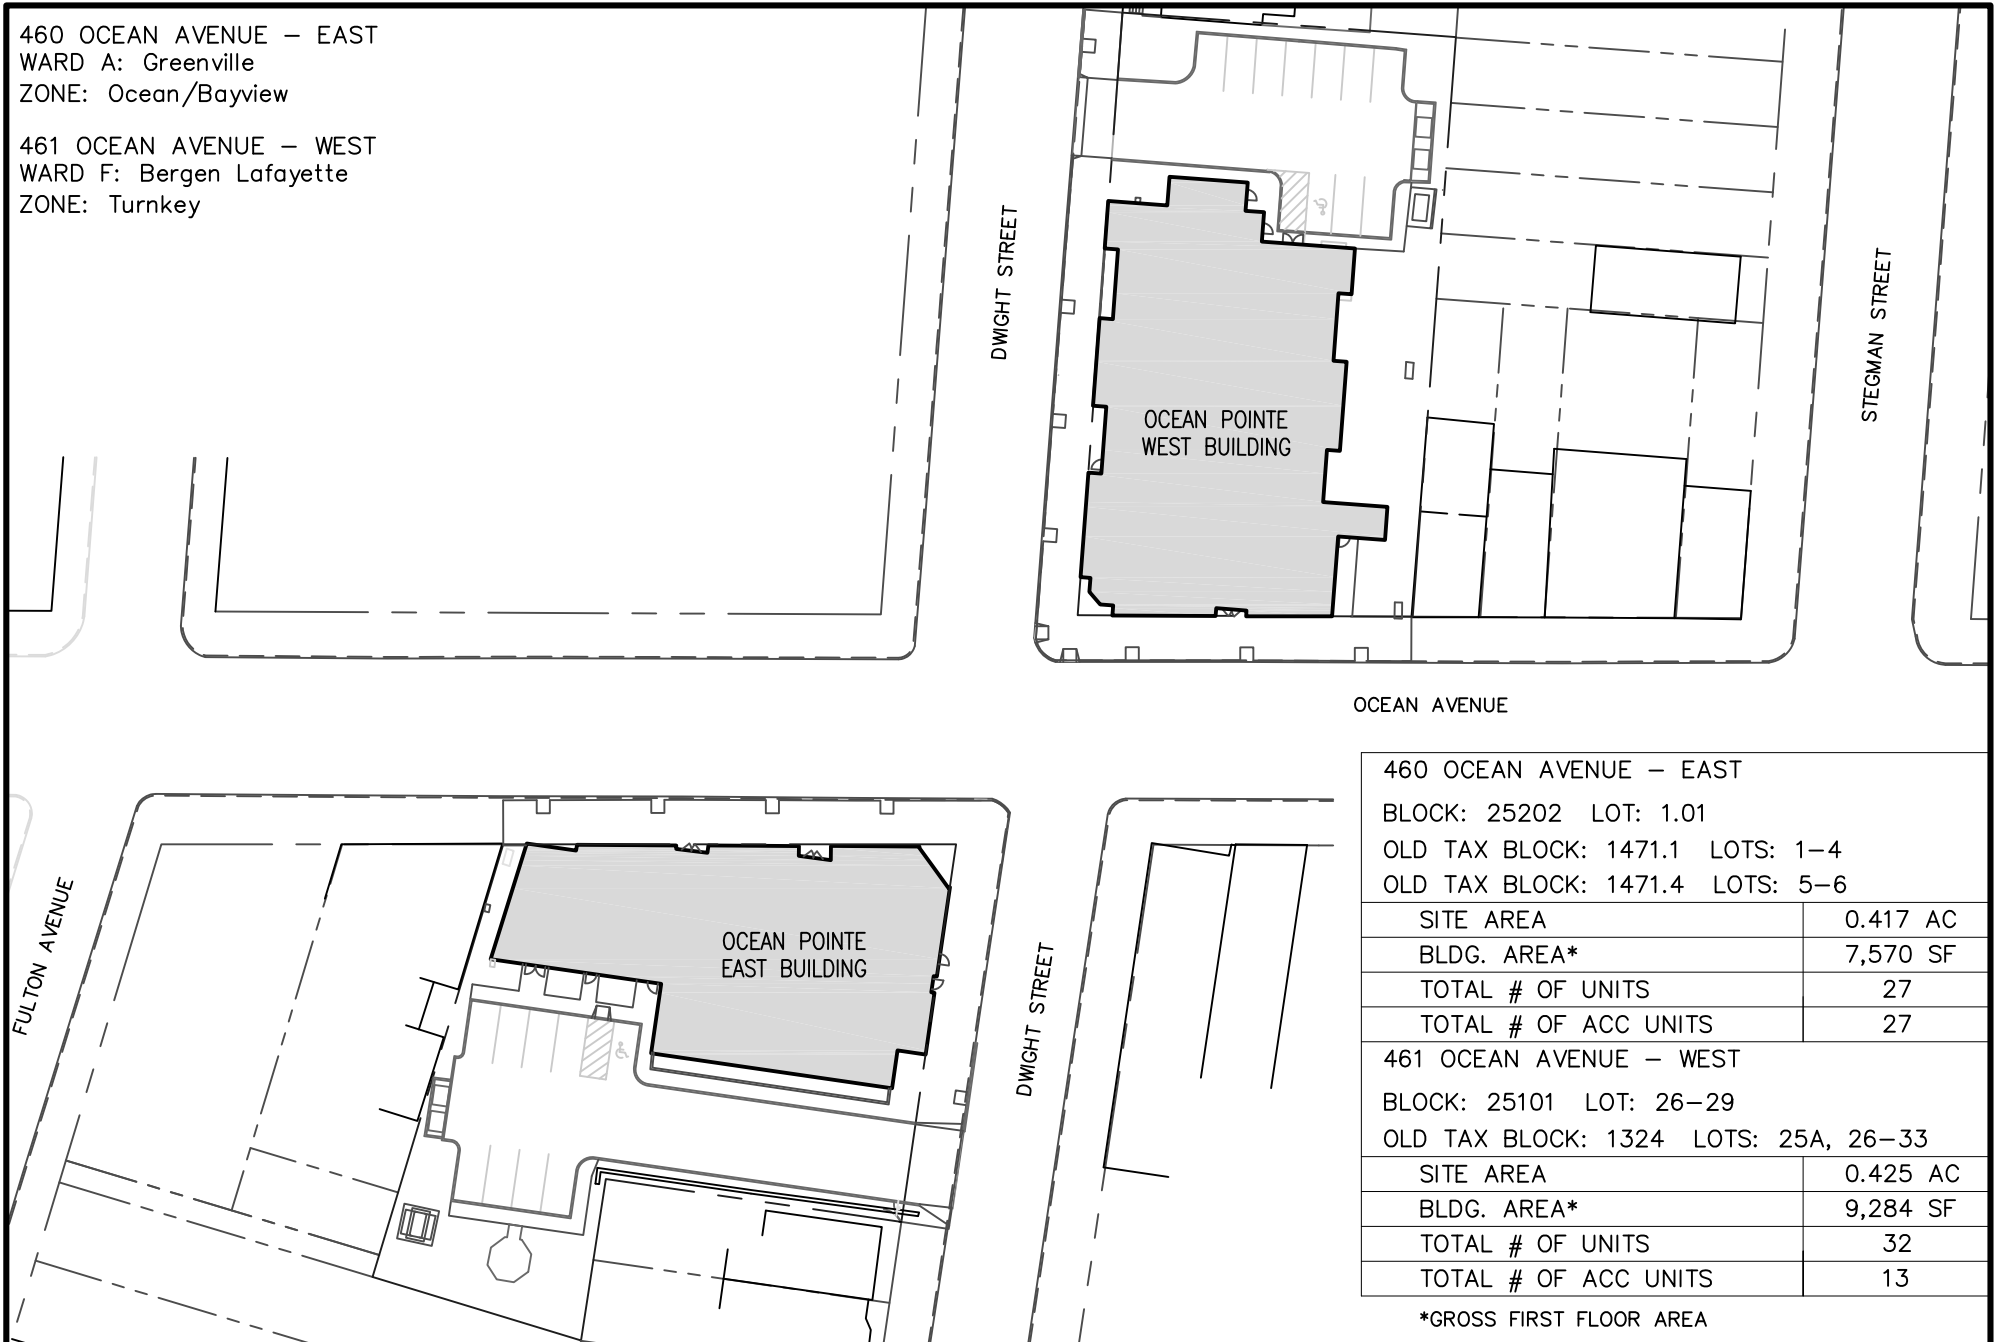 460 OCEAN AVENUE – EAST
WARD A: Greenville
ZONE: Ocean/Bayview
461 OCEAN AVENUE – WEST
WARD F: Bergen Lafayette
ZONE: Turnkey
DWIGHT STREET
STEGMAN STREET
OCEAN POINTE
WEST BUILDING
OCEAN AVENUE
FULTON AVENUE
OCEAN POINTE
EAST BUILDING
DWIGHT STREET
460 OCEAN AVENUE – EAST
BLOCK: 25202 LOT: 1.01
OLD TAX BLOCK: 1471.1 LOTS: 1–4
OLD TAX BLOCK: 1471.4 LOTS: 5–6
SITE AREA 0.417 AC
BLDG. AREA* 7,570 SF
TOTAL # OF UNITS 27
TOTAL # OF ACC UNITS 27
461 OCEAN AVENUE – WEST
BLOCK: 25101 LOT: 26–29
OLD TAX BLOCK: 1324 LOTS: 25A, 26–33
SITE AREA 0.425 AC
BLDG. AREA* 9,284 SF
TOTAL # OF UNITS 32
TOTAL # OF ACC UNITS 13
*GROSS FIRST FLOOR AREA